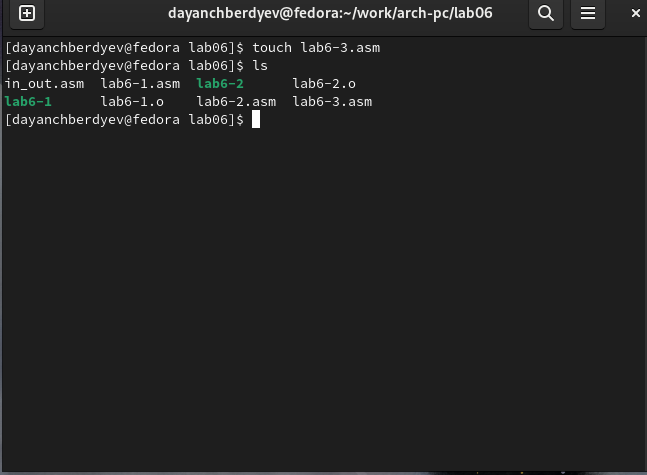 dayanchberdyev@fedora:~/work/arch-pc/lab06
[dayanchberdyev@fedora lab06]$ touch lab6-3.asm
[dayanchberdyev@fedora lab06]$ ls
in_out.asm  lab6-1.asm  lab6-2      lab6-2.o
lab6-1      lab6-1.o    lab6-2.asm  lab6-3.asm
[dayanchberdyev@fedora lab06]$